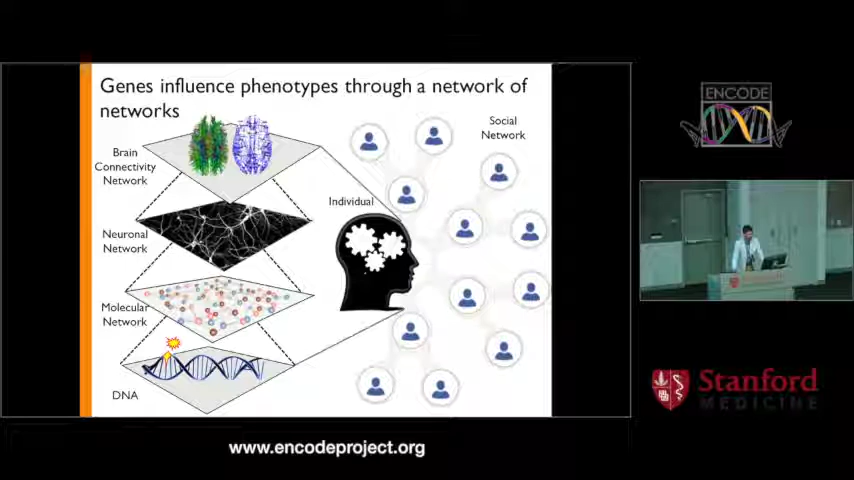 Genes influence phenotypes through a network of
networks
Brain
Connectivity
Network
Neuronal
Network
Molecular
Network
DNA
Individual
Social
Network
ENCODE
Stanford
MEDICINE
www.encodeproject.org